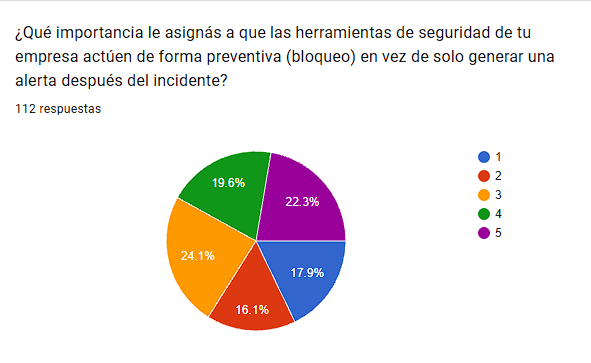 ¿Qué importancia le asignás a que las herramientas de seguridad de tu
empresa actúen de forma preventiva (bloqueo) en vez de solo generar una
alerta después del incidente?
112 respuestas
19.6%
22.3%
24.1%
17.9%
16.1%
1
2
3
4
5